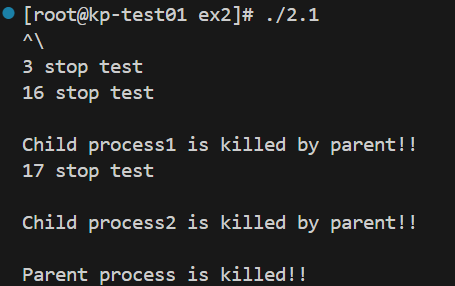 [root@kp-test01 ex2]# ./2.1
^\
3 stop test
16 stop test
Child process1 is killed by parent!!
17 stop test
Child process2 is killed by parent!!
Parent process is killed!!